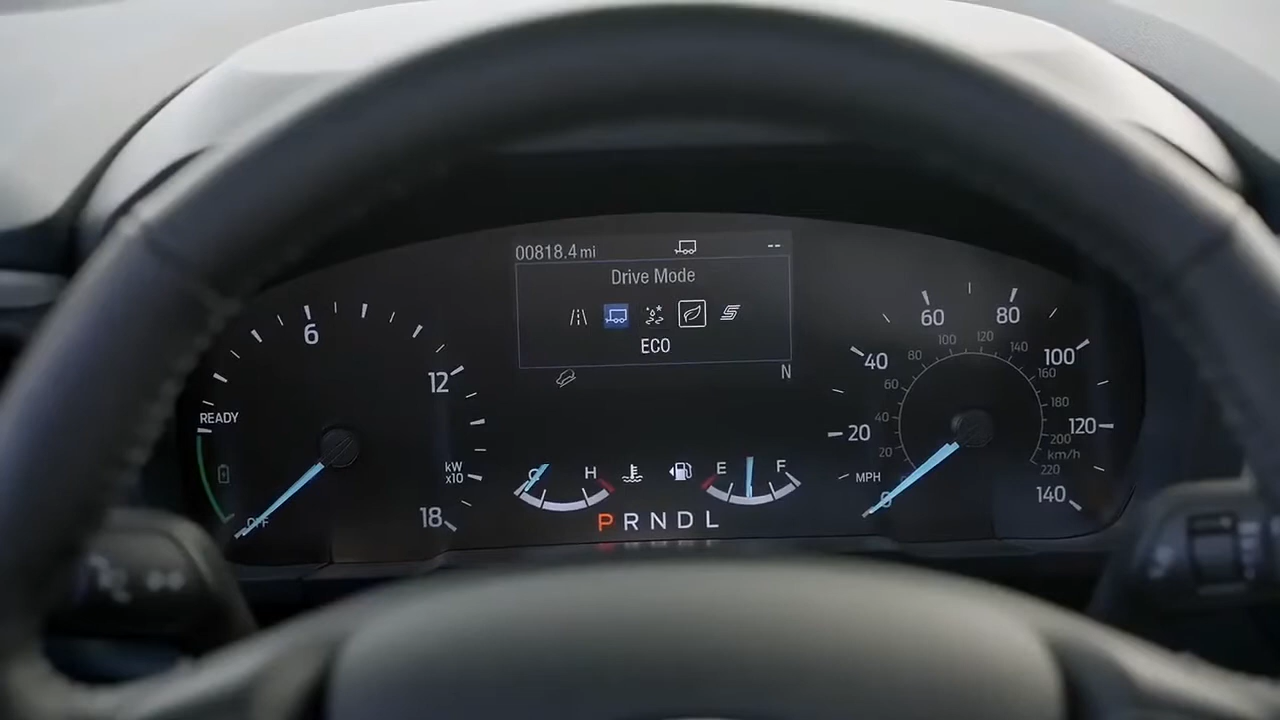 00818.4 mi --
Drive Mode
ECO
N
6
12
18
READY
OFF
kW
x10
C H
E F
P R N D L
0
20
40
60
80
100
120
140
MPH
20
40
60
80
100
120
140
160
180
200
220
km/h